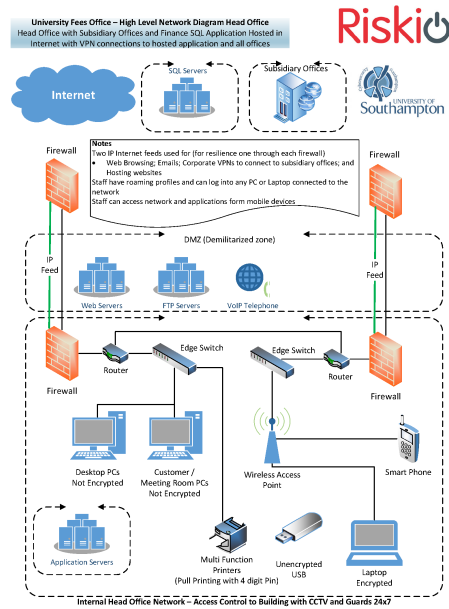 University Fees Office – High Level Network Diagram Head Office
Head Office with Subsidiary Offices and Finance SQL Application Hosted in
Internet with VPN connections to hosted application and all offices
Riskio
Internet
SQL Servers
Subsidiary Offices
UNIVERSITY OF
Southampton
Notes
Two IP Internet feeds used for (for resilience one through each firewall)
• Web Browsing; Emails; Corporate VPNs to connect to subsidiary offices; and
Hosting websites
Staff have roaming profiles and can log into any PC or Laptop connected to the
network
Staff can access network and applications form mobile devices
Firewall
Firewall
DMZ (Demilitarized zone)
IP
Feed
IP
Feed
Web Servers
FTP Servers
VoIP Telephone
Firewall
Router
Edge Switch
Edge Switch
Router
Firewall
Desktop PCs
Not Encrypted
Customer /
Meeting Room PCs
Not Encrypted
Wireless Access
Point
Smart Phone
Application Servers
Multi Function
Printers
(Pull Printing with 4 digit Pin)
Unencrypted
USB
Laptop
Encrypted
Internal Head Office Network – Access Control to Building with CCTV and Guards 24x7